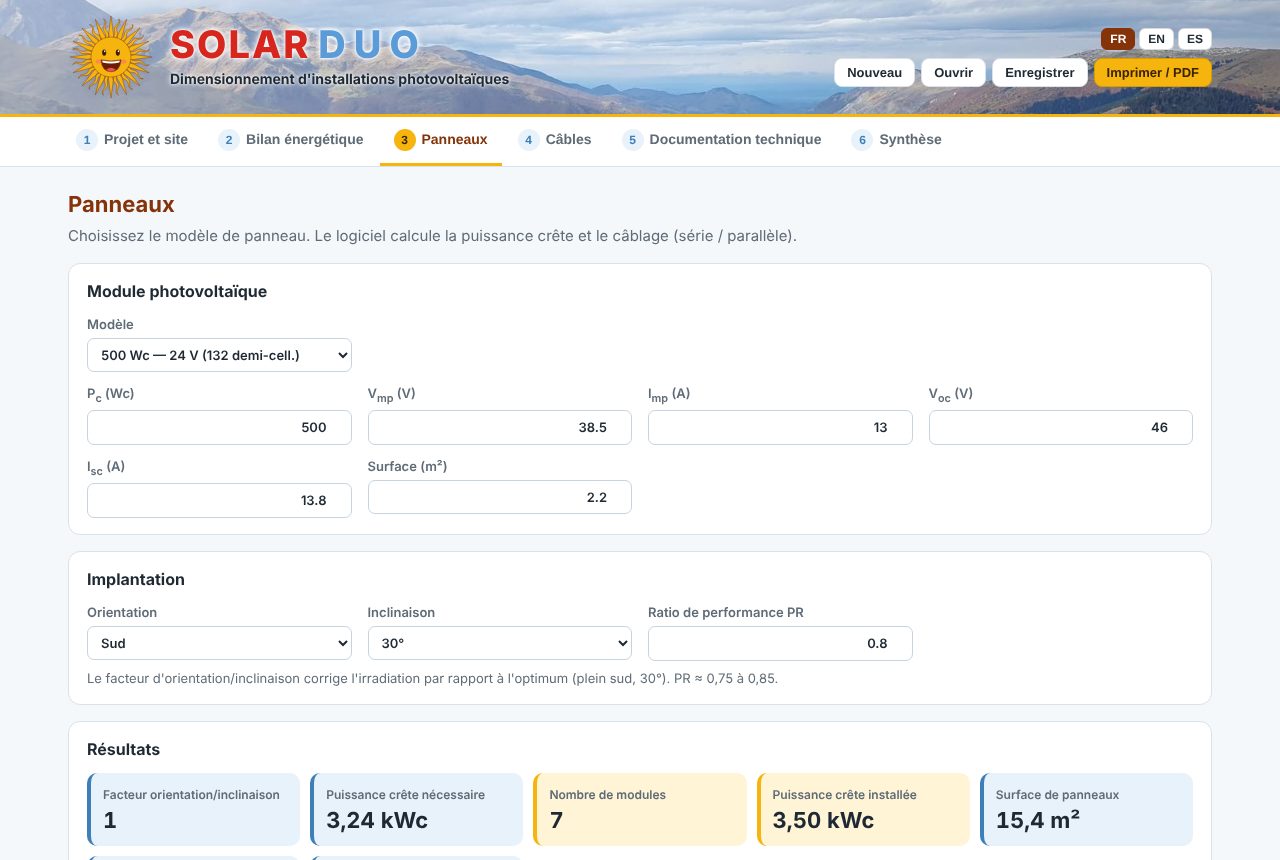 SOLAR DUO
Dimensionnement d'installations photovoltaïques
FR EN ES
Nouveau Ouvrir Enregistrer Imprimer / PDF
1 Projet et site 2 Bilan énergétique 3 Panneaux 4 Câbles 5 Documentation technique 6 Synthèse
Panneaux
Choisissez le modèle de panneau. Le logiciel calcule la puissance crête et le câblage (série / parallèle).
Module photovoltaïque
Modèle
500 Wc — 24 V (132 demi-cell.)
Pc (Wc) Vmp (V) Imp (A) Voc (V)
500 38.5 13 46
Isc (A) Surface (m²)
13.8 2.2
Implantation
Orientation Inclinaison Ratio de performance PR
Sud 30° 0.8
Le facteur d'orientation/inclinaison corrige l'irradiation par rapport à l'optimum (plein sud, 30°). PR ≈ 0,75 à 0,85.
Résultats
Facteur orientation/inclinaison Puissance crête nécessaire Nombre de modules Puissance crête installée Surface de panneaux
1 3,24 kWc 7 3,50 kWc 15,4 m²